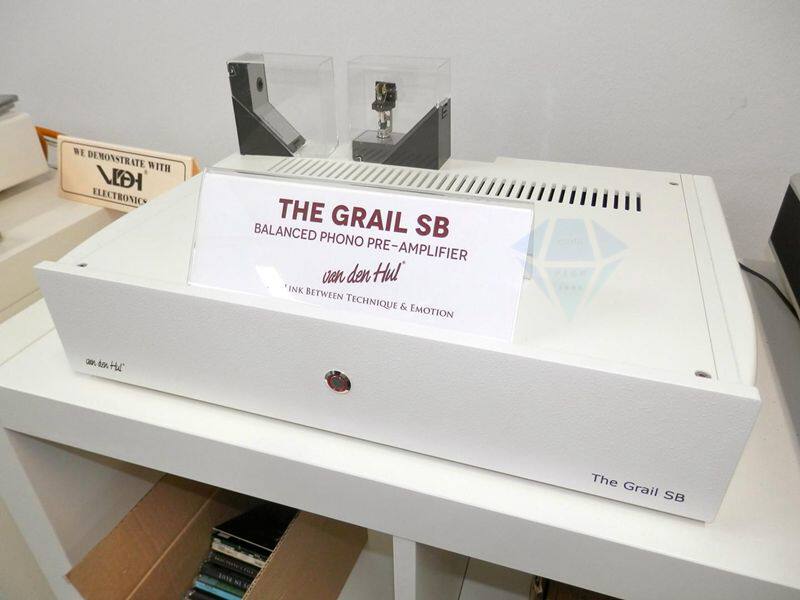 WE DEMONSTRATE WITH
VDH
ELECTRONICS
THE GRAIL SB
BALANCED PHONO PRE-AMPLIFIER
van den Hul®
LINK BETWEEN TECHNIQUE & EMOTION
van den Hul®
The Grail SB